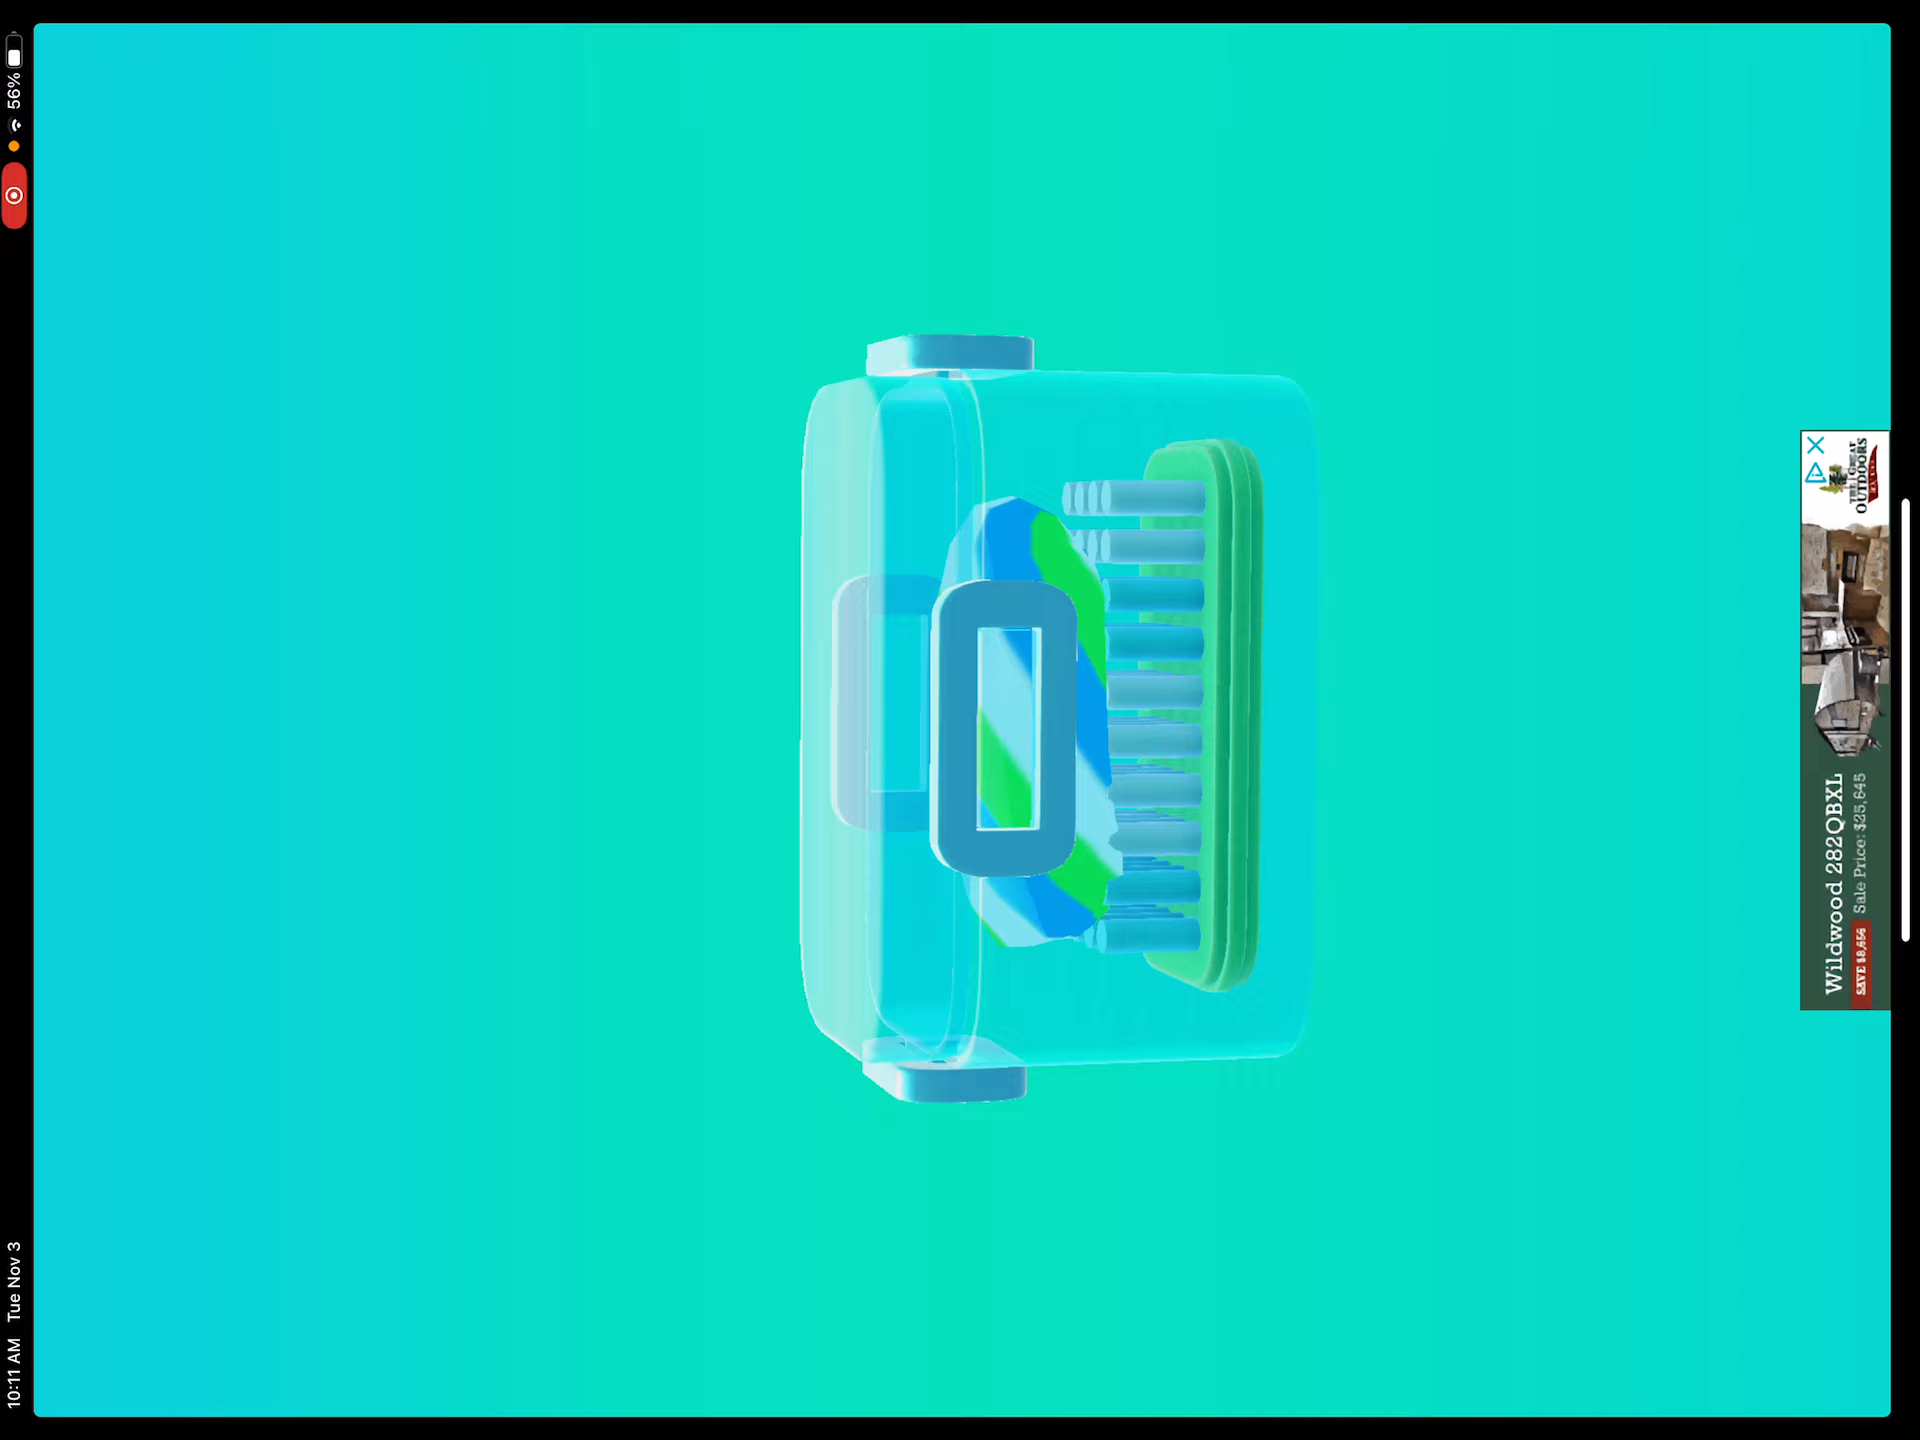 10:11 AM Tue Nov 3
56%
Wildwood 282QBXL
SAVE $8,656 Sale Price: $25,645
THE GREAT
OUTDOORS